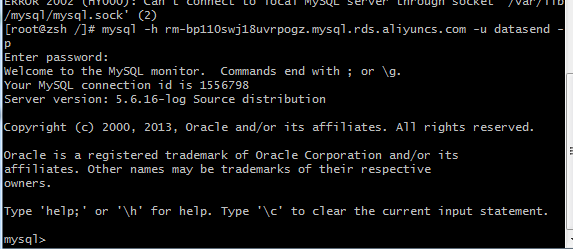 ERROR 2002 (HY000): Can't connect to local MySQL server through socket '/var/lib
/mysql/mysql.sock' (2)
[root@zsh /]# mysql -h rm-bp110swj18uvrpogz.mysql.rds.aliyuncs.com -u datasend -
p
Enter password:
Welcome to the MySQL monitor.  Commands end with ; or \g.
Your MySQL connection id is 1556798
Server version: 5.6.16-log Source distribution

Copyright (c) 2000, 2013, Oracle and/or its affiliates. All rights reserved.

Oracle is a registered trademark of Oracle Corporation and/or its
affiliates. Other names may be trademarks of their respective
owners.

Type 'help;' or '\h' for help. Type '\c' to clear the current input statement.

mysql>